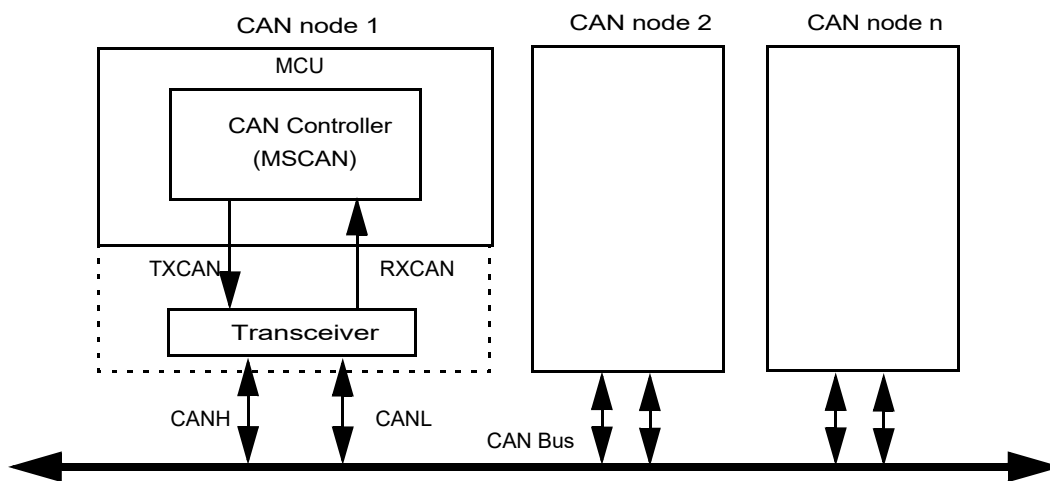 CAN node 1
CAN node 2
CAN node n
MCU
CAN Controller
(MSCAN)
TXCAN
RXCAN
Transceiver
CANH
CANL
CAN Bus